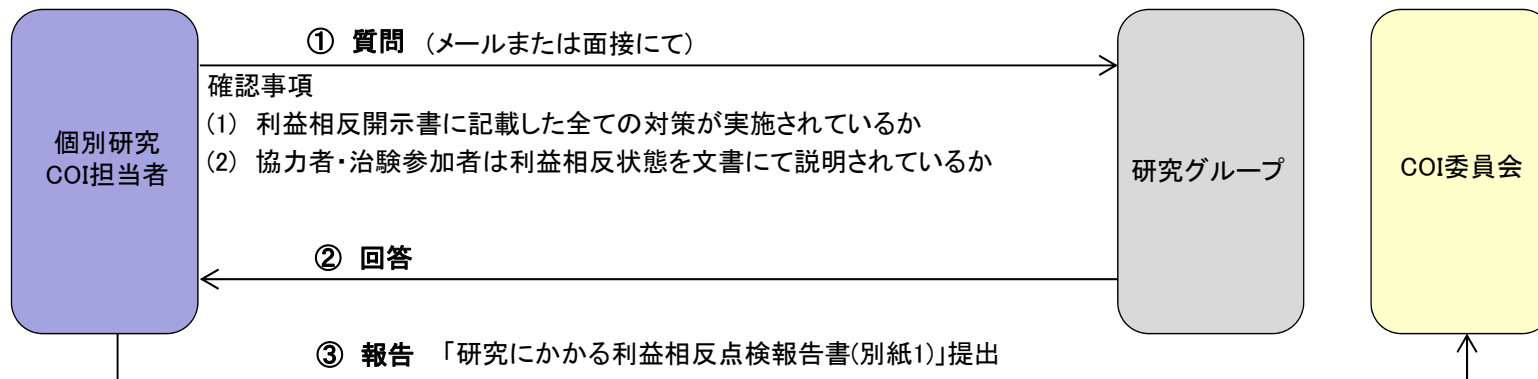 ① 質問 (メールまたは面接にて)
確認事項
(1) 利益相反開示書に記載した全ての対策が実施されているか
(2) 協力者・治験参加者は利益相反状態を文書にて説明されているか
個別研究
COI担当者
研究グループ
COI委員会
② 回答
③ 報告 「研究にかかる利益相反点検報告書(別紙1)」提出